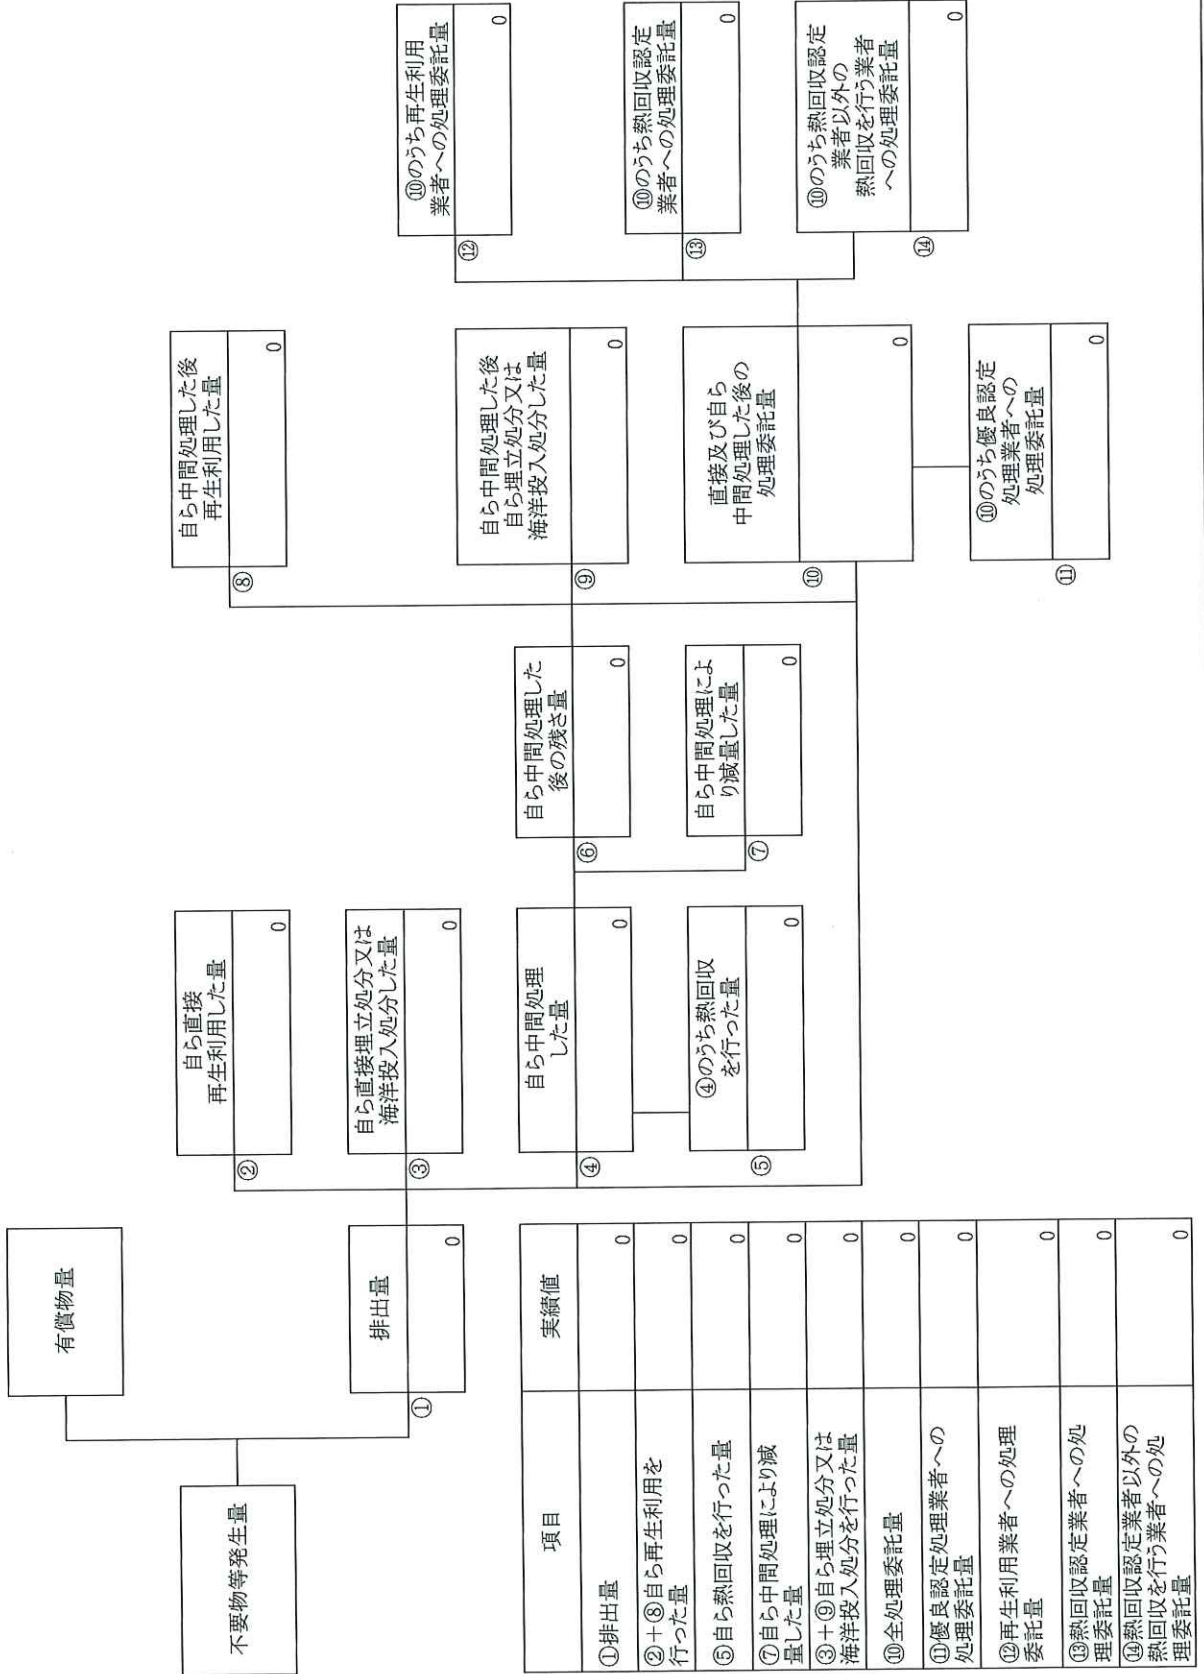 不要物等発生量
有償物量
排出量
①
0
自ら直接
再生利用した量
②
0
自ら直接埋立処分又は
海洋投入処分した量
③
0
自ら中間処理
した量
④
0
④のうち熱回収
を行った量
⑤
0
自ら中間処理した
後の残さ量
⑥
0
自ら中間処理によ
り減量した量
⑦
0
自ら中間処理した後
再生利用した量
⑧
0
自ら中間処理した後
自ら埋立処分又は
海洋投入処分した量
⑨
0
直接及び自ら
中間処理した後の
処理委託量
⑩
0
⑩のうち優良認定
処理業者への
処理委託量
⑪
0
⑩のうち再生利用
業者への処理委託量
⑫
0
⑩のうち熱回収認定
業者への処理委託量
⑬
0
⑩のうち熱回収認定
業者以外の
熱回収を行う業者
への処理委託量
⑭
0
項目 実績値
①排出量 0
②+⑧自ら再生利用を
行った量 0
⑤自ら熱回収を行った量 0
⑦自ら中間処理により減
量した量 0
③+⑨自ら埋立処分又は
海洋投入処分を行った量 0
⑩全処理委託量 0
⑪優良認定処理業者への
処理委託量 0
⑫再生利用業者への処理
委託量 0
⑬熱回収認定業者への処
理委託量 0
⑭熱回収認定業者以外の
熱回収を行う業者への処
理委託量 0